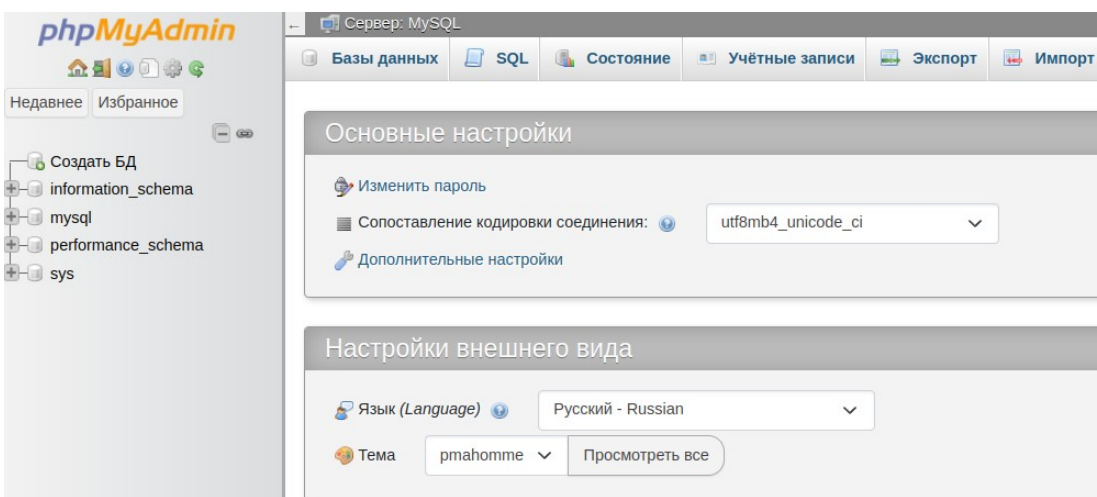 phpMyAdmin
Недавнее Избранное
Создать БД
information_schema
mysql
performance_schema
sys
Сервер: MySQL
Базы данных SQL Состояние Учётные записи Экспорт Импорт
Основные настройки
Изменить пароль
Сопоставление кодировки соединения: utf8mb4_unicode_ci
Дополнительные настройки
Настройки внешнего вида
Язык (Language) Русский - Russian
Тема pmahomme Просмотреть все